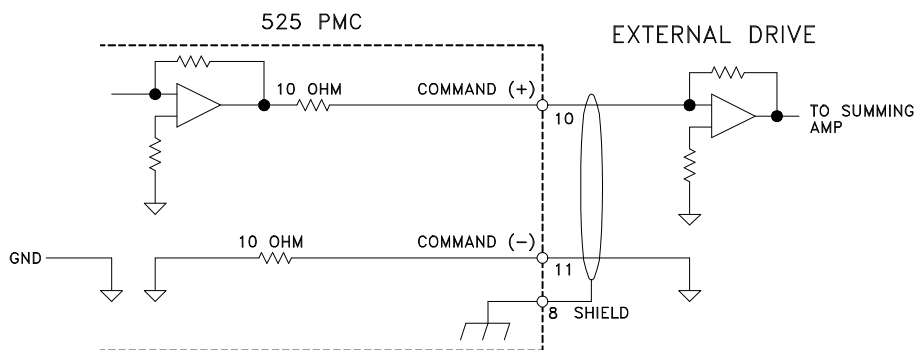 525 PMC
EXTERNAL DRIVE
10 OHM
COMMAND (+)
10
TO SUMMING
AMP
10 OHM
COMMAND (–)
GND
11
8 SHIELD